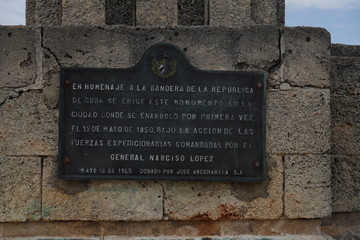 EN HOMENAJE A LA BANDERA DE LA REPUBLICA
DE CUBA SE ERIGE ESTE MONUMENTO EN LA
CIUDAD DONDE SE ENARBOLO POR PRIMERA VEZ,
EL 19 DE MAYO DE 1850, BAJO LA ACCION DE LAS
FUERZAS EXPEDICIONARIAS COMANDADAS POR EL
GENERAL NARCISO LOPEZ
MAYO 19 DE DONADO POR JOSE ARECHABALA S.A